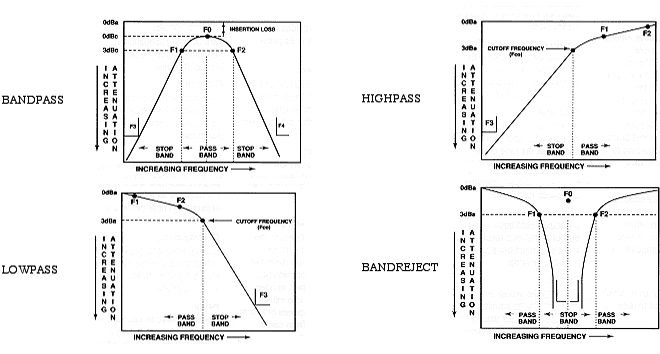 BANDPASS
0dBa
0dBc
3dBc
F0
INSERTION LOSS
F1
F2
F3
F4
INCREASING
ATTENUATION
STOP BAND
PASS BAND
STOP BAND
INCREASING FREQUENCY
HIGHPASS
0dBa
3dBa
F1
F2
CUTOFF FREQUENCY
(Fco)
F3
INCREASING
ATTENUATION
STOP BAND
PASS BAND
INCREASING FREQUENCY
LOWPASS
0dBa
3dBa
F1
F2
CUTOFF FREQUENCY
(Fco)
F3
INCREASING
ATTENUATION
PASS BAND
STOP BAND
INCREASING FREQUENCY
BANDREJECT
0dBa
3dBa
F0
F1
F2
INCREASING
ATTENUATION
PASS BAND
STOP BAND
PASS BAND
INCREASING FREQUENCY